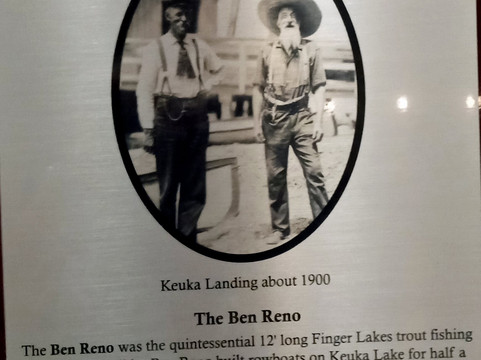 Keuka Landing about 1900
The Ben Reno
The Ben Reno was the quintessential 12' long Finger Lakes trout fishing
Ben Reno built rowboats on Keuka Lake for half a